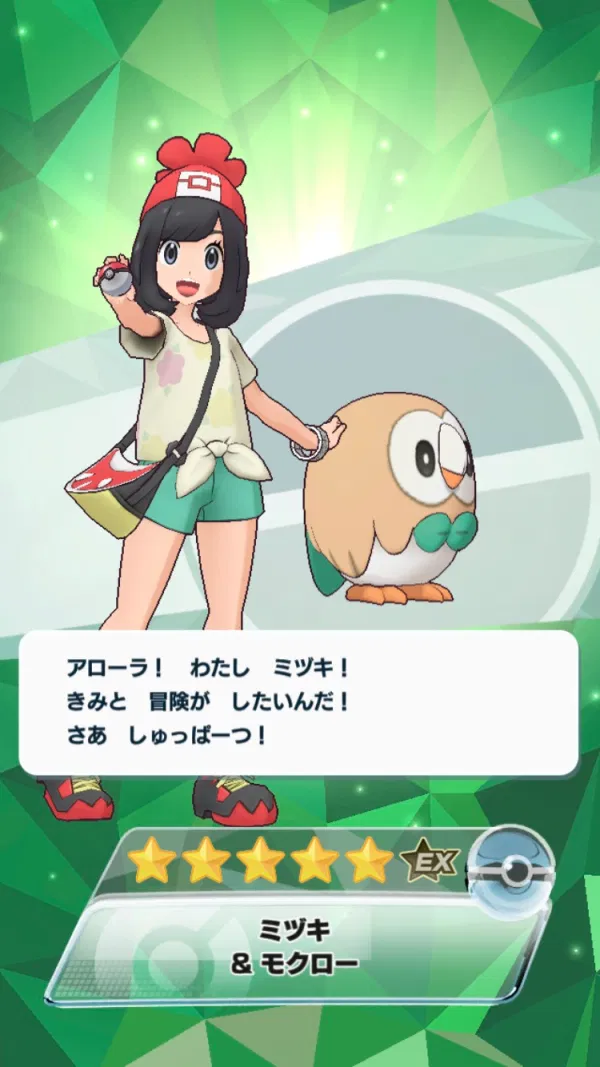 アローラ！　わたし　ミヅキ！
きみと　冒険が　したいんだ！
さあ　しゅっぱーつ！
EX
ミヅキ
＆モクロー